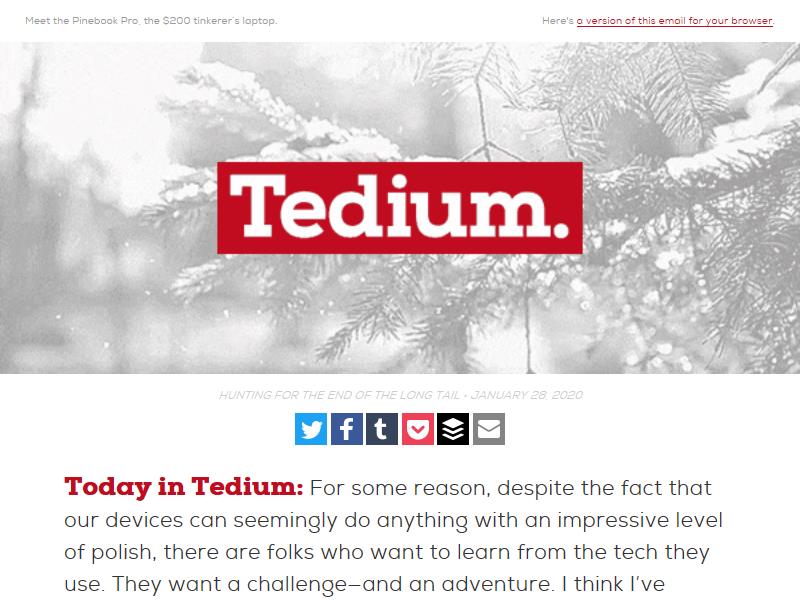 Meet the Pinebook Pro, the $200 tinkerer's laptop.
Here's a version of this email for your browser.
Tedium.
HUNTING FOR THE END OF THE LONG TAIL • JANUARY 28, 2020
Today in Tedium: For some reason, despite the fact that
our devices can seemingly do anything with an impressive level
of polish, there are folks who want to learn from the tech they
use. They want a challenge—and an adventure. I think I’ve